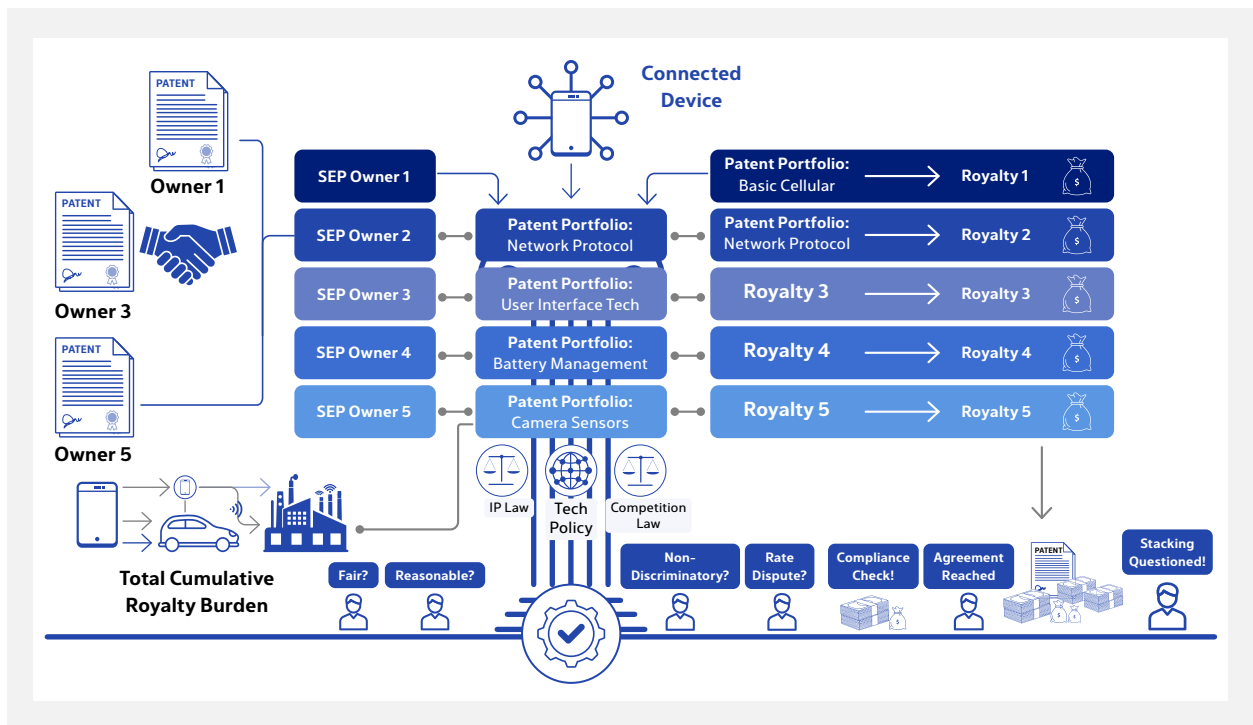 Connected
Device
PATENT
Owner 1
PATENT
Owner 3
PATENT
Owner 5
SEP Owner 1
Patent Portfolio:
Basic Cellular
Royalty 1
$
SEP Owner 2
Patent Portfolio:
Network Protocol
Patent Portfolio:
Network Protocol
Royalty 2
$
SEP Owner 3
Patent Portfolio:
User Interface Tech
Royalty 3
Royalty 3
$
SEP Owner 4
Patent Portfolio:
Battery Management
Royalty 4
Royalty 4
$
SEP Owner 5
Patent Portfolio:
Camera Sensors
Royalty 5
Royalty 5
$
IP Law
Tech
Policy
Competition
Law
Total Cumulative
Royalty Burden
Fair?
Reasonable?
Non-
Discriminatory?
Rate
Dispute?
Compliance
Check!
$
Agreement
Reached
PATENT
$
$
Stacking
Questioned!